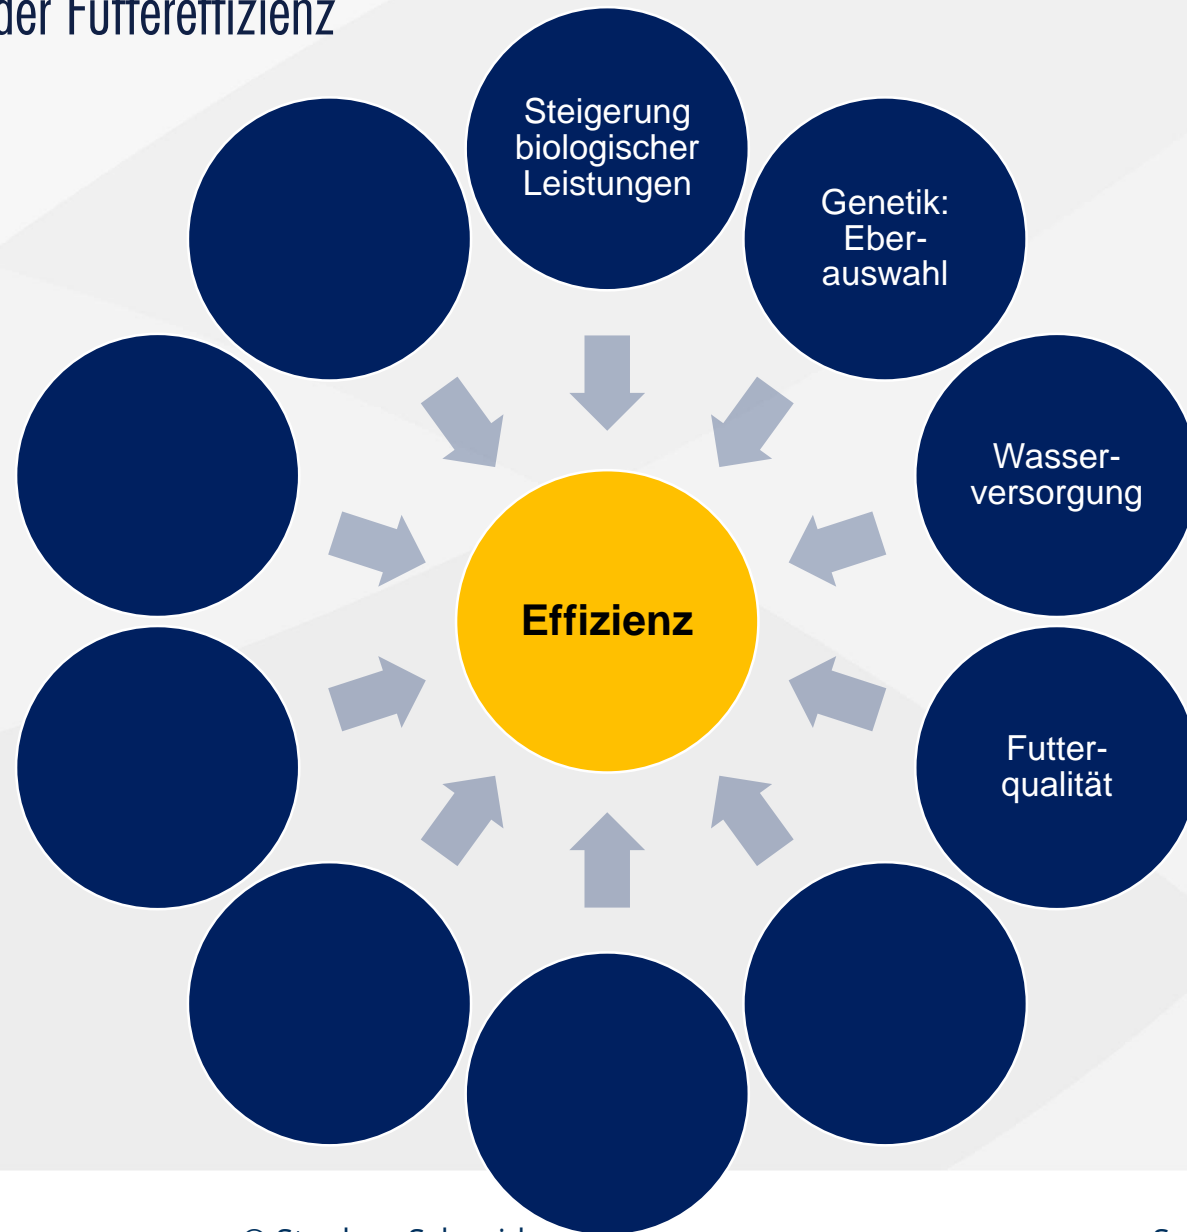 der Futtereffizienz
Steigerung
biologischer
Leistungen
Genetik:
Eber-
auswahl
Wasser-
versorgung
Effizienz
Futter-
qualität